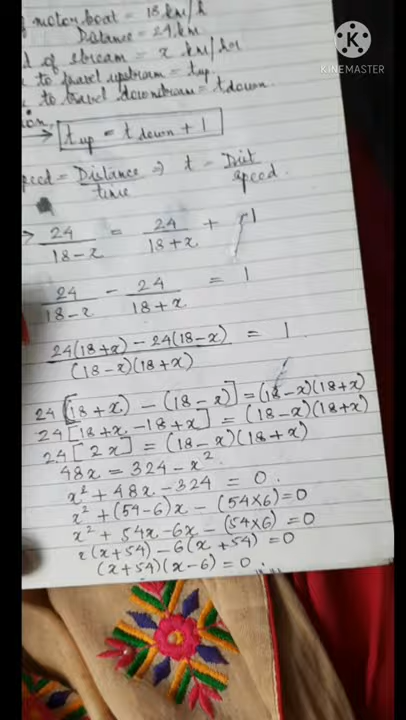 motor boat = 18 km/h
Distance = 24 km
of stream = x km/hr
to travel upstream = tup
to travel downstream = tdown.
KINEMASTER
→ tup = tdown + 1
= Distance / time ⇒ t = Dist / speed.
24/(18-x) = 24/(18+x) + 1
24/(18-x) - 24/(18+x) = 1
(24(18+x) - 24(18-x))/((18-x)(18+x)) = 1
24[(18+x) - (18-x)] = (18-x)(18+x)
24[18+x-18+x] = (18-x)(18+x)
24[2x] = (18-x)(18+x)
48x = 324 - x²
x² + 48x - 324 = 0.
x² + (54-6)x - (54×6) = 0
x² + 54x - 6x - (54×6) = 0
x(x+54) - 6(x+54) = 0
(x+54)(x-6) = 0